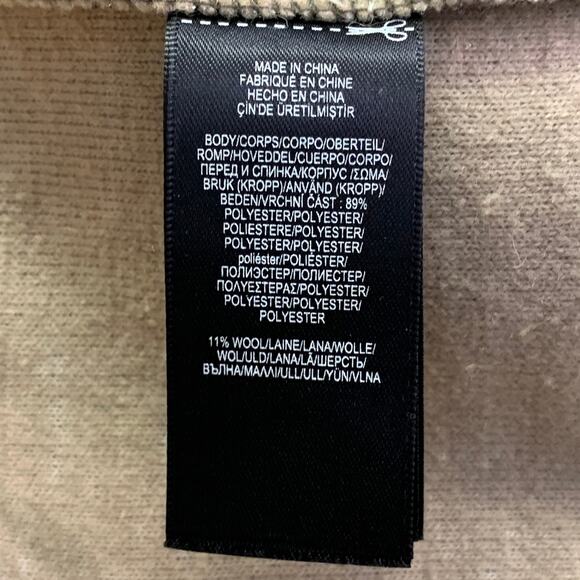 MADE IN CHINA
FABRIQUÉ EN CHINE
HECHO EN CHINA
ÇİN'DE ÜRETİLMİŞTİR
BODY/CORPS/CORPO/OBERTEIL/
ROMP/HOVEDDEL/CUERPO/CORPO/
ПЕРЕД И СПИНКА/КОРПУС /ΣΩΜΑ/
BRUK (KROPP)/ANVÄND (KROPP)/
BEDEN/VRCHNÍ ČÁST : 89%
POLYESTER/POLYESTER/
POLIESTERE/POLYESTER/
POLYESTER/POLYESTER/
poliéster/POLIÉSTER/
ПОЛИЭСТЕР/ПОЛИЕСТЕР/
ΠΟΛΥΕΣΤΕΡΑΣ/POLYESTER/
POLYESTER/POLYESTER/
POLYESTER
11% WOOL/LAINE/LANA/WOLLE/
WOL/ULD/LANA/LÃ/ШЕРСТЬ/
ВЪЛНА/ΜΑΛΛΙ/ULL/ULL/YÜN/VLNA